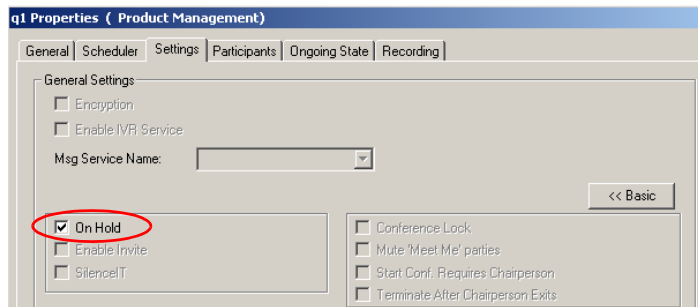 q1 Properties ( Product Management)
General Scheduler Settings Participants Ongoing State Recording
General Settings
Encryption
Enable IVR Service
Msg Service Name:
<< Basic
On Hold
Enable Invite
SilenceIT
Conference Lock
Mute 'Meet Me' parties
Start Conf. Requires Chairperson
Terminate After Chairperson Exits